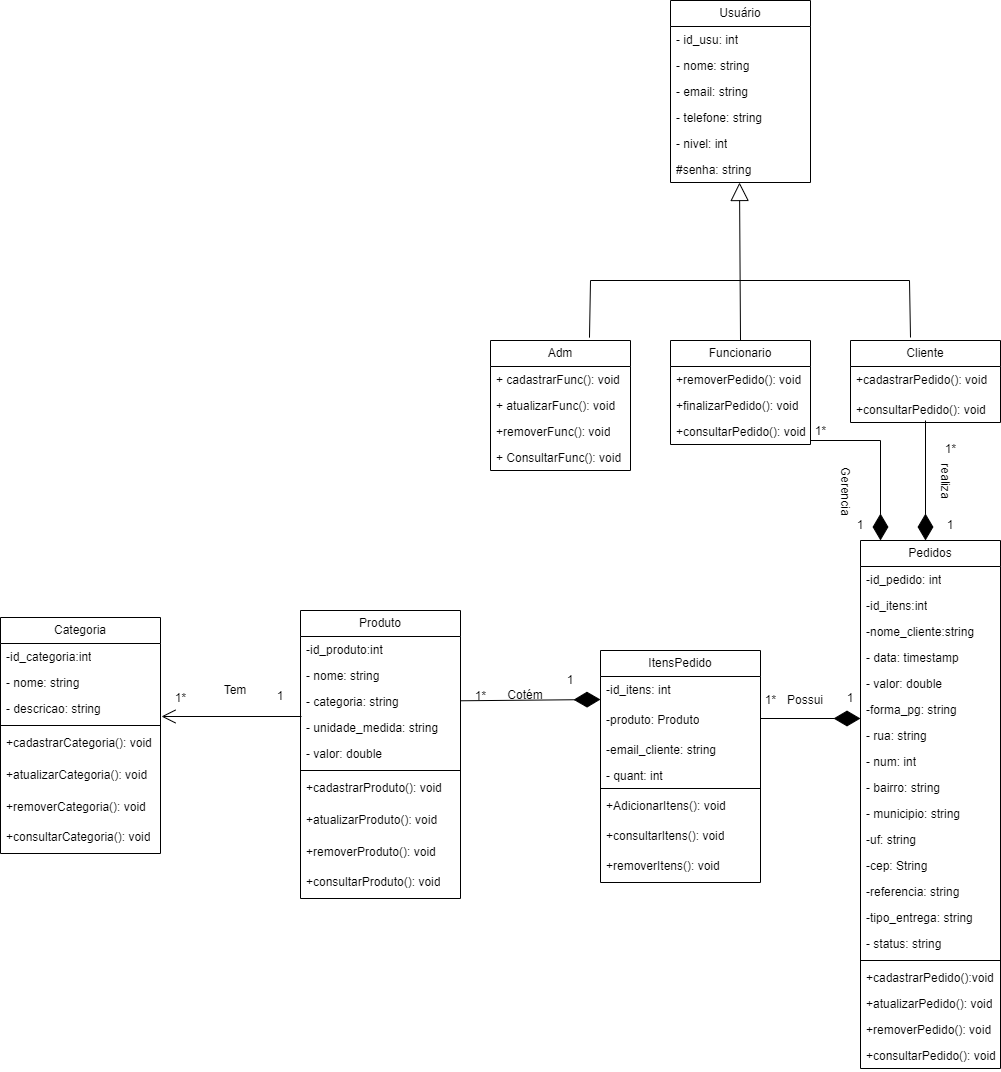 Usuário
- id_usu: int
- nome: string
- email: string
- telefone: string
- nivel: int
#senha: string
Adm
+ cadastrarFunc(): void
+ atualizarFunc(): void
+removerFunc(): void
+ ConsultarFunc(): void
Funcionario
+removerPedido(): void
+finalizarPedido(): void
+consultarPedido(): void
Cliente
+cadastrarPedido(): void
+consultarPedido(): void
1*
Gerencia
1
1*
realiza
1
Categoria
-id_categoria:int
- nome: string
- descricao: string
+cadastrarCategoria(): void
+atualizarCategoria(): void
+removerCategoria(): void
+consultarCategoria(): void
1*
Tem
1
Produto
-id_produto:int
- nome: string
- categoria: string
- unidade_medida: string
- valor: double
+cadastrarProduto(): void
+atualizarProduto(): void
+removerProduto(): void
+consultarProduto(): void
1*
Cotém
1
ItensPedido
-id_itens: int
-produto: Produto
-email_cliente: string
- quant: int
+AdicionarItens(): void
+consultarItens(): void
+removerItens(): void
1*
Possui
1
Pedidos
-id_pedido: int
-id_itens:int
-nome_cliente:string
- data: timestamp
- valor: double
-forma_pg: string
- rua: string
- num: int
- bairro: string
- municipio: string
-uf: string
-cep: String
-referencia: string
-tipo_entrega: string
- status: string
+cadastrarPedido():void
+atualizarPedido(): void
+removerPedido(): void
+consultarPedido(): void